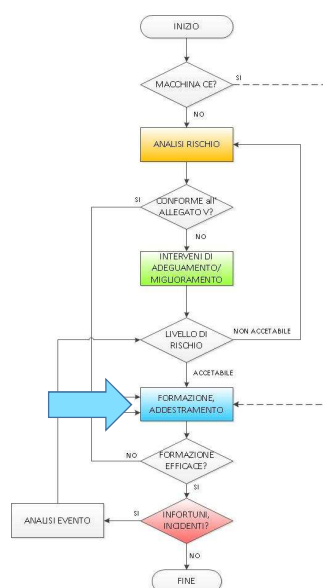 INIZIO
MACCHINA CE?
SI
NO
ANALISI RISCHIO
SI
CONFORME all'
ALLEGATO V?
NO
INTERVENI DI
ADEGUAMENTO/
MIGLIORAMENTO
LIVELLO DI
RISCHIO
NON ACCETABILE
ACCETABILE
FORMAZIONE,
ADDESTRAMENTO
NO
FORMAZIONE
EFFICACE?
SI
ANALISI EVENTO
SI
INFORTUNI,
INCIDENTI?
NO
FINE